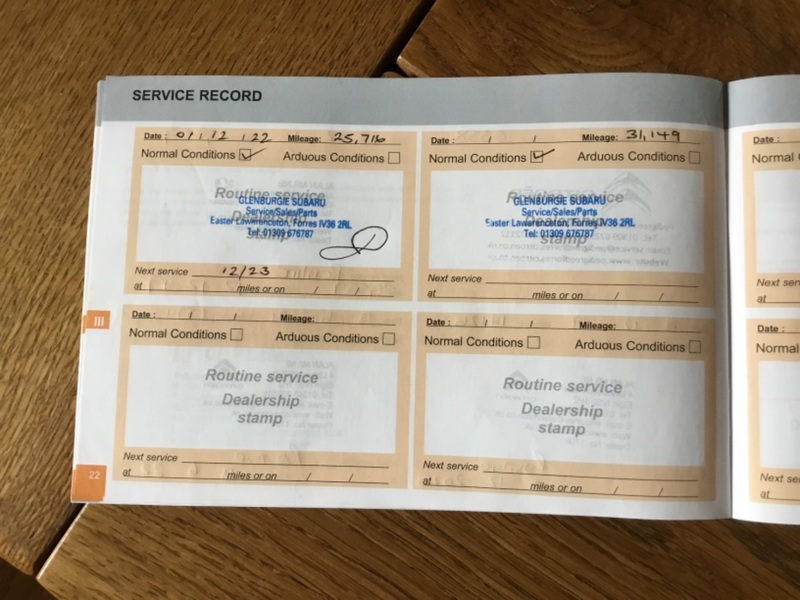 SERVICE RECORD
Date : 01 / 12 / 22 Mileage: 25,716
Normal Conditions ☑ Arduous Conditions ☐
Routine service
Dealership
stamp
GLENBURGIE SUBARU
Service/Sales/Parts
Easter Lawrenceton, Forres IV36 2RL
Tel: 01309 676787
Next service 12/23
at miles or on / /
Date : / / Mileage: 31,149
Normal Conditions ☑ Arduous Conditions ☐
Routine service
Dealership
stamp
GLENBURGIE SUBARU
Service/Sales/Parts
Easter Lawrenceton, Forres IV36 2RL
Tel: 01309 676787
Next service
at miles or on / /
Date : / / Mileage:
Normal Conditions ☐ Arduous Conditions ☐
Routine service
Dealership
stamp
Next service
at miles or on / /
Date : / / Mileage:
Normal Conditions ☐ Arduous Conditions ☐
Routine service
Dealership
stamp
Next service
at miles or on / /
III
22
Date :
Normal
at
Date :
Normal
at